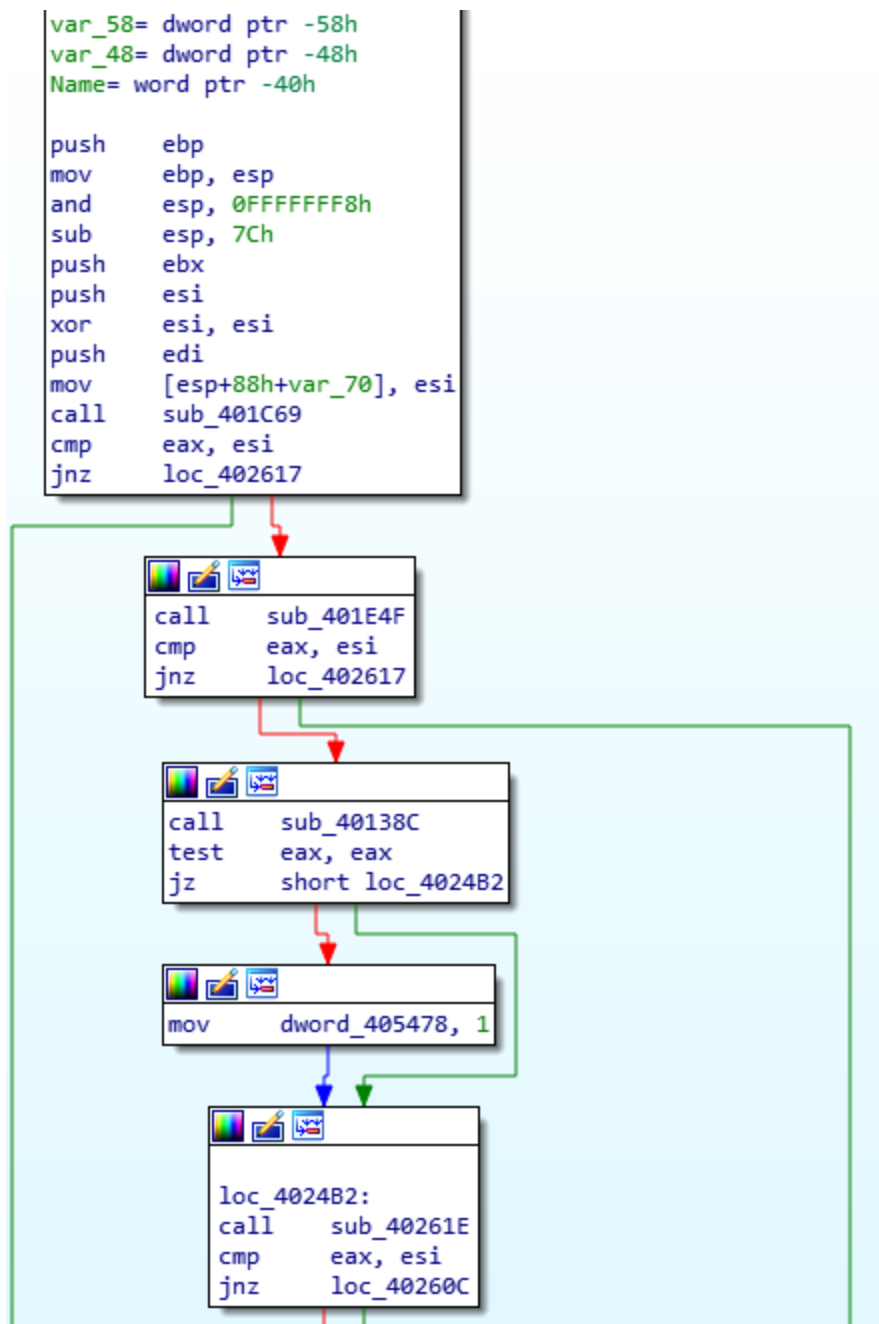 var_58= dword ptr -58h
var_48= dword ptr -48h
Name= word ptr -40h
push ebp
mov ebp, esp
and esp, 0FFFFFFF8h
sub esp, 7Ch
push ebx
push esi
xor esi, esi
push edi
mov [esp+88h+var_70], esi
call sub_401C69
cmp eax, esi
jnz loc_402617
call sub_401E4F
cmp eax, esi
jnz loc_402617
call sub_40138C
test eax, eax
jz short loc_4024B2
mov dword_405478, 1
loc_4024B2:
call sub_40261E
cmp eax, esi
jnz loc_40260C